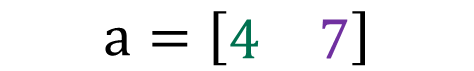 a = [4 7]